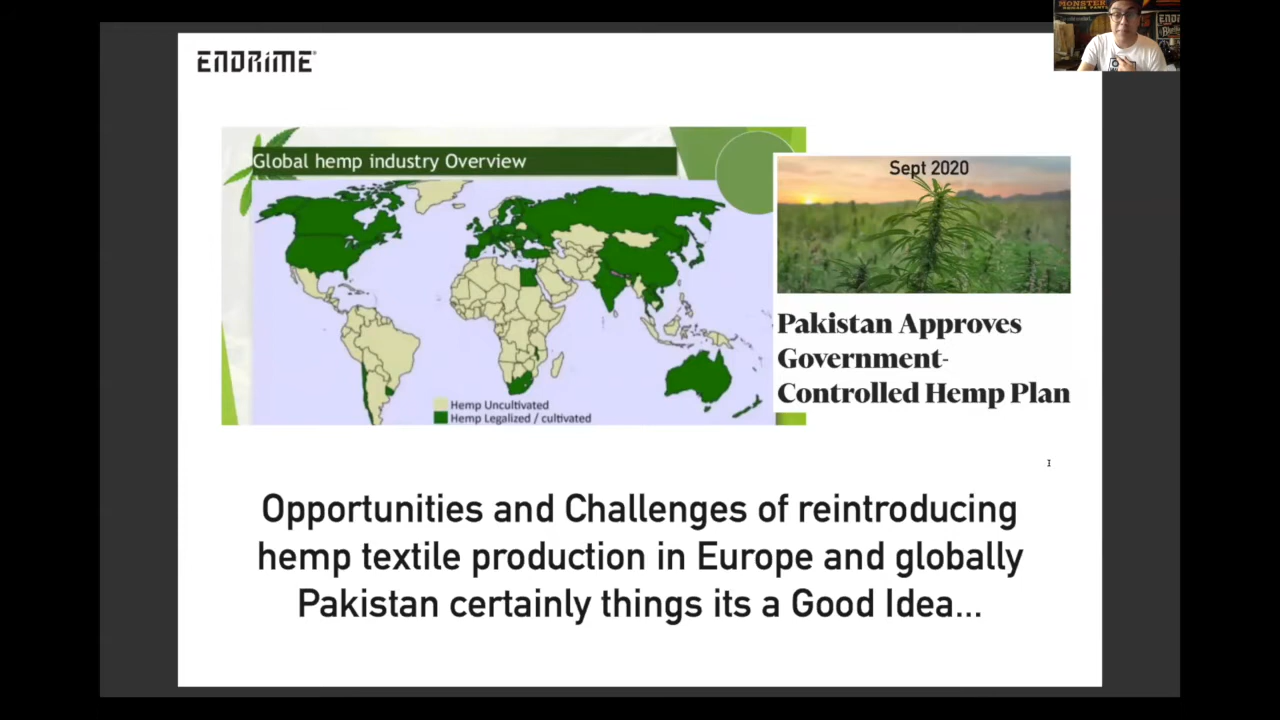 ENDRIME
MONSTER
Global hemp industry Overview
Sept 2020
Pakistan Approves
Government-
Controlled Hemp Plan
Hemp Uncultivated
Hemp Legalized / cultivated
Opportunities and Challenges of reintroducing
hemp textile production in Europe and globally
Pakistan certainly things its a Good Idea...